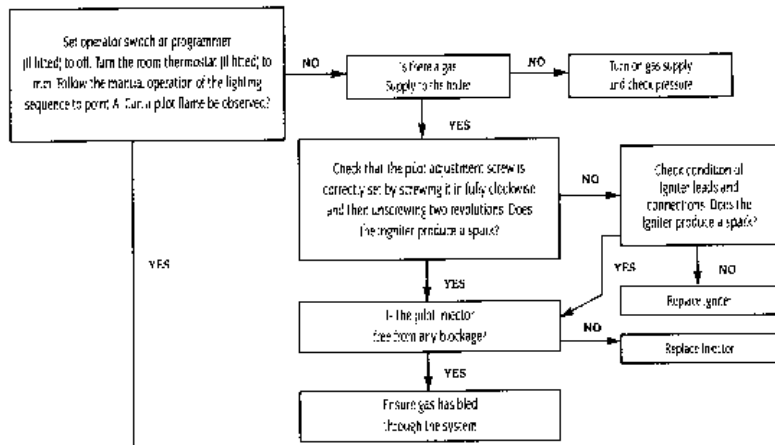 Set operator switch or programmer
(if fitted) to off. Turn the room thermostat (if fitted) to
min. Follow the manual operation of the lighting
sequence to point A. Can a pilot flame be observed?
NO
Is there a gas
Supply to the boiler
NO
Turn on gas supply
and check pressure
YES
Check that the pilot adjustment screw is
correctly set by screwing it in fully clockwise
and then unscrewing two revolutions. Does
the igniter produce a spark?
NO
Check condition of
igniter leads and
connections. Does the
igniter produce a spark?
YES
YES
YES
NO
Replace igniter
Is the pilot injector
free from any blockage?
NO
Replace injector
YES
Ensure gas has bled
through the system